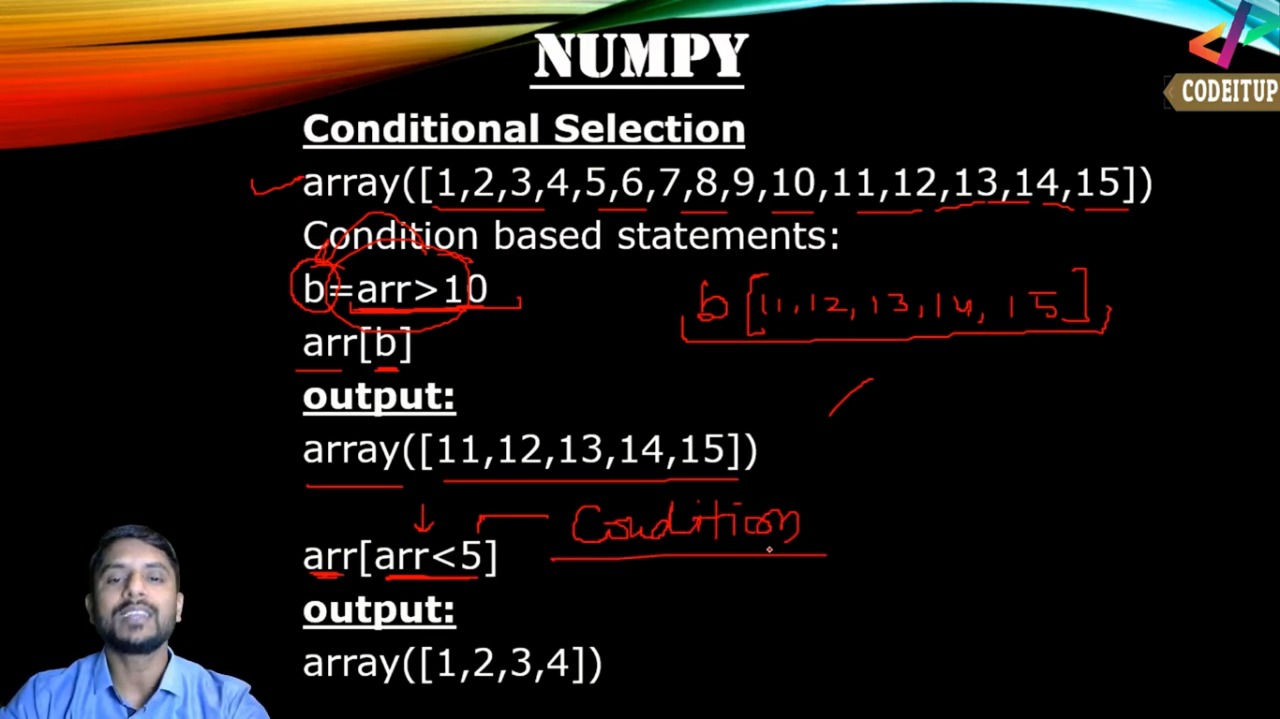 NUMPY
CODEITUP
Conditional Selection
array([1,2,3,4,5,6,7,8,9,10,11,12,13,14,15])
Condition based statements:
b=arr>10
b[11,12,13,14,15]
arr[b]
output:
array([11,12,13,14,15])
Condition
arr[arr<5]
output:
array([1,2,3,4])